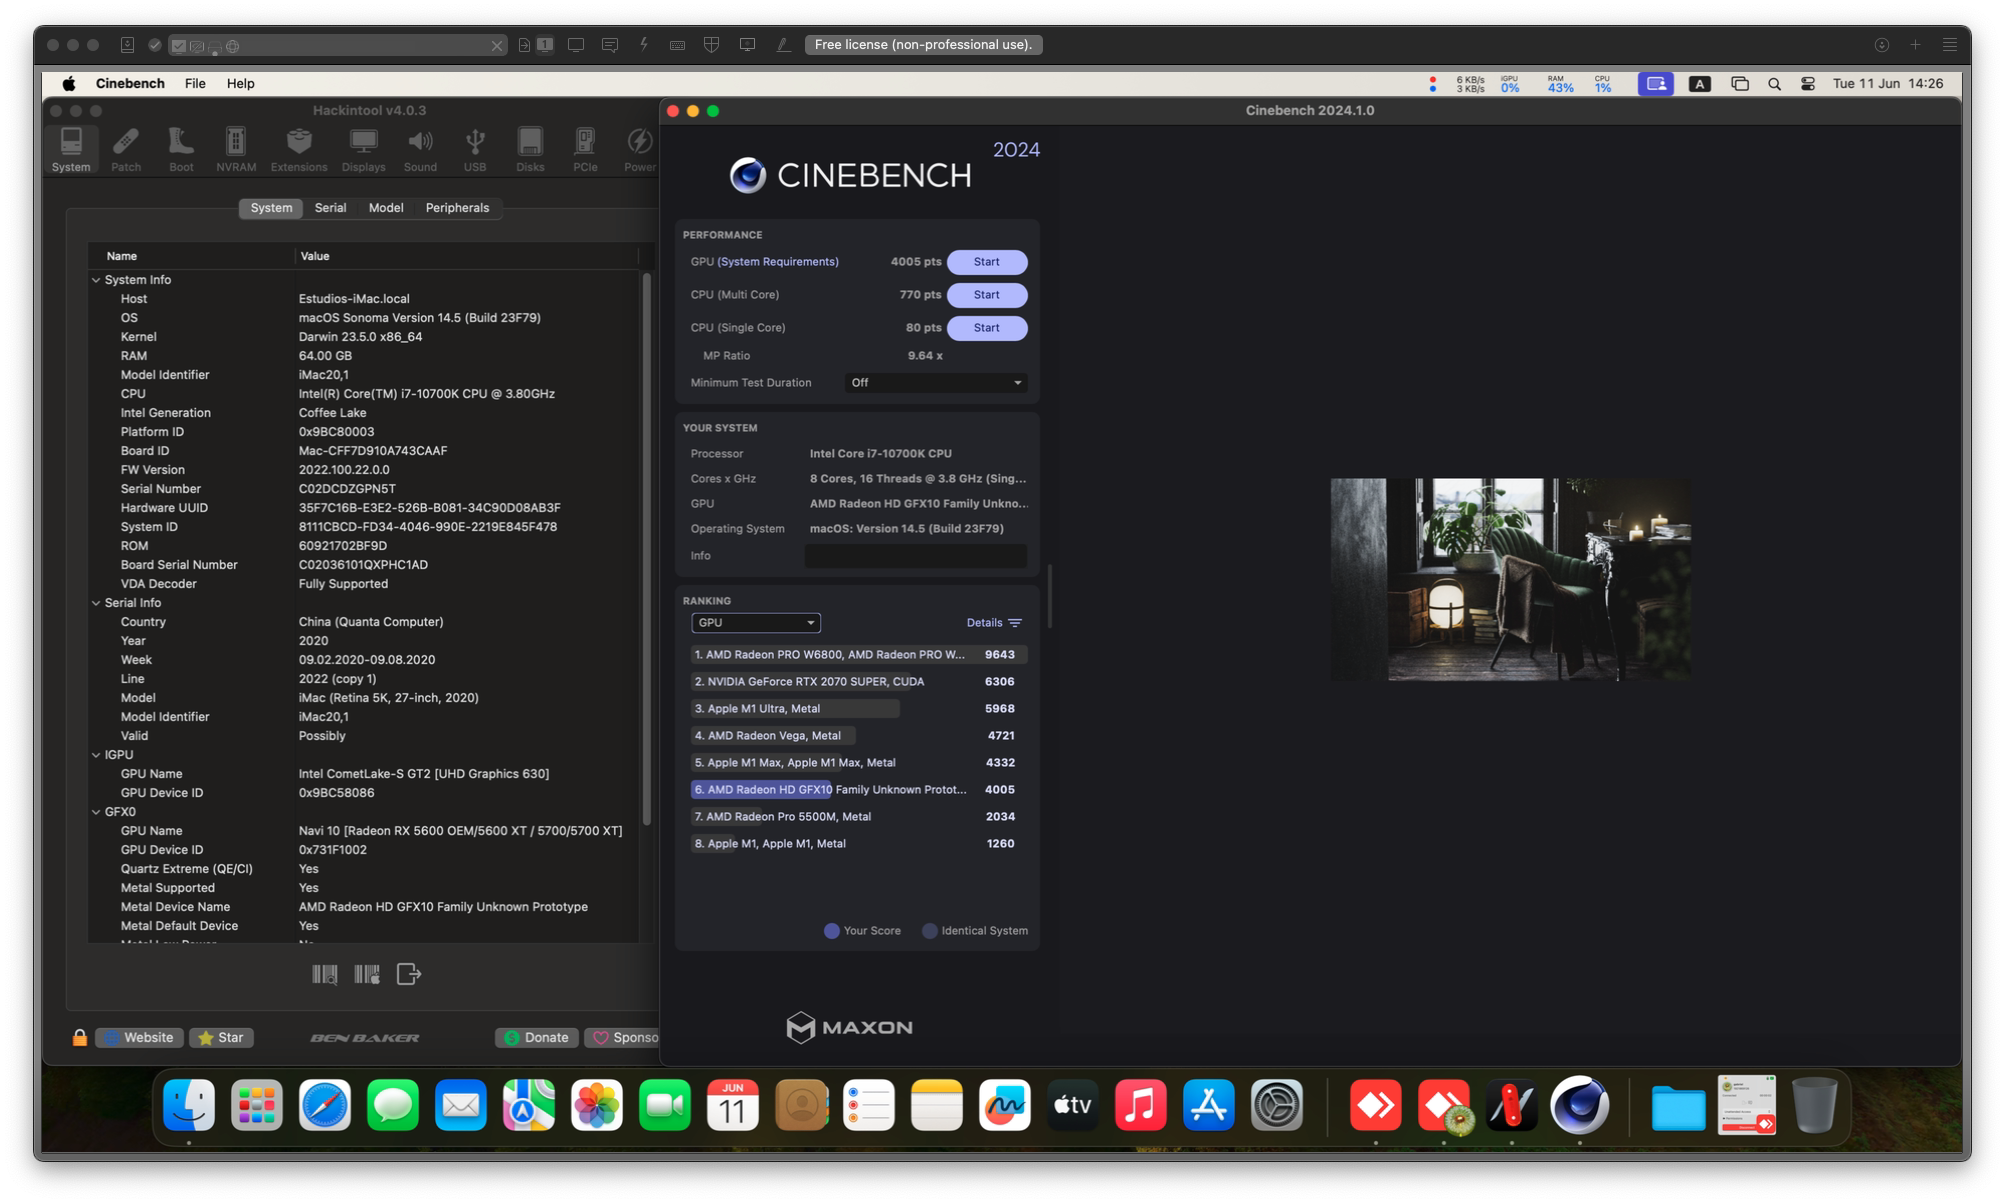 1
Free license (non-professional use).
Cinebench File Help
6 KB/s
3 KB/s
IGPU
0%
RAM
43%
CPU
1%
A
Tue 11 Jun 14:26
Hackintool v4.0.3
System Patch Boot NVRAM Extensions Displays Sound USB Disks PCIe Power
System Serial Model Peripherals
Name Value
System Info
Host Estudios-iMac.local
OS macOS Sonoma Version 14.5 (Build 23F79)
Kernel Darwin 23.5.0 x86_64
RAM 64.00 GB
Model Identifier iMac20,1
CPU Intel(R) Core(TM) i7-10700K CPU @ 3.80GHz
Intel Generation Coffee Lake
Platform ID 0x9BC80003
Board ID Mac-CFF7D910A743CAAF
FW Version 2022.100.22.0.0
Serial Number C02DCDZGPN5T
Hardware UUID 35F7C16B-E3E2-526B-B081-34C90D08AB3F
System ID 8111CBCD-FD34-4046-990E-2219E845F478
ROM 60921702BF9D
Board Serial Number C02036101QXPHC1AD
VDA Decoder Fully Supported
Serial Info
Country China (Quanta Computer)
Year 2020
Week 09.02.2020-09.08.2020
Line 2022 (copy 1)
Model iMac (Retina 5K, 27-inch, 2020)
Model Identifier iMac20,1
Valid Possibly
IGPU
GPU Name Intel CometLake-S GT2 [UHD Graphics 630]
GPU Device ID 0x9BC58086
GFX0
GPU Name Navi 10 [Radeon RX 5600 OEM/5600 XT / 5700/5700 XT]
GPU Device ID 0x731F1002
Quartz Extreme (QE/CI) Yes
Metal Supported Yes
Metal Device Name AMD Radeon HD GFX10 Family Unknown Prototype
Metal Default Device Yes
Website Star BEN BAKER Donate Sponso
Cinebench 2024.1.0
2024
CINEBENCH
PERFORMANCE
GPU (System Requirements) 4005 pts Start
CPU (Multi Core) 770 pts Start
CPU (Single Core) 80 pts Start
MP Ratio 9.64 x
Minimum Test Duration Off
YOUR SYSTEM
Processor Intel Core i7-10700K CPU
Cores x GHz 8 Cores, 16 Threads @ 3.8 GHz (Sing...
GPU AMD Radeon HD GFX10 Family Unkno...
Operating System macOS: Version 14.5 (Build 23F79)
Info
RANKING
GPU Details
1. AMD Radeon PRO W6800, AMD Radeon PRO W... 9643
2. NVIDIA GeForce RTX 2070 SUPER, CUDA 6306
3. Apple M1 Ultra, Metal 5968
4. AMD Radeon Vega, Metal 4721
5. Apple M1 Max, Apple M1 Max, Metal 4332
6. AMD Radeon HD GFX10 Family Unknown Protot... 4005
7. AMD Radeon Pro 5500M, Metal 2034
8. Apple M1, Apple M1, Metal 1260
Your Score Identical System
MAXON
JUN
11
tv